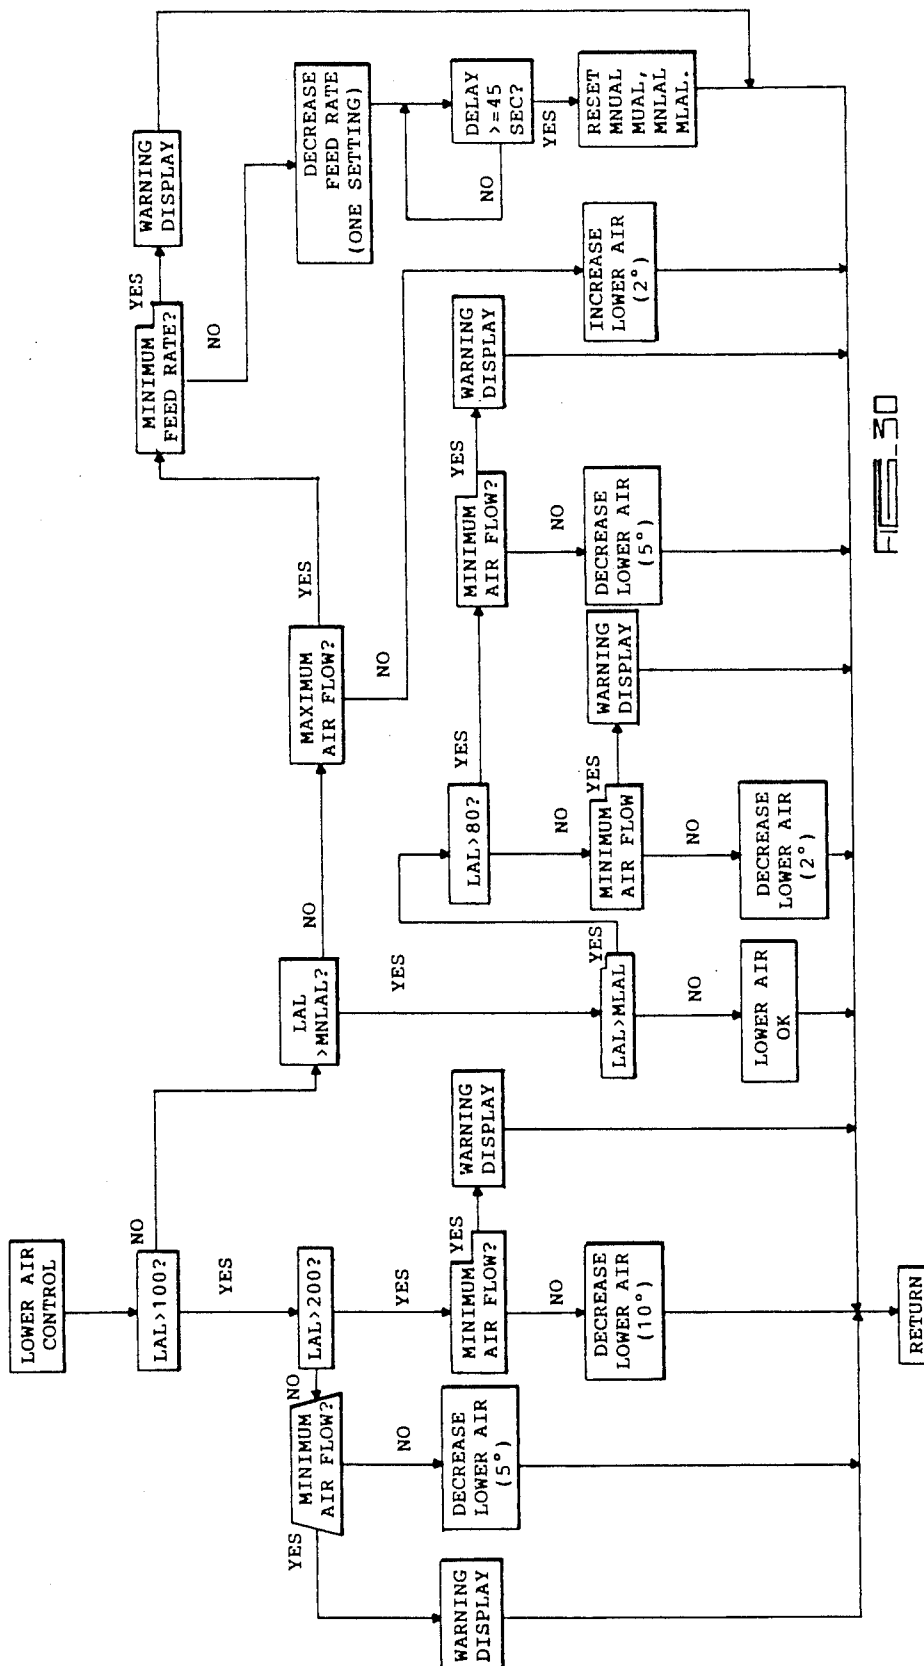 LOWER AIR
CONTROL
LAL>100?
NO
YES
LAL>200?
NO
YES
MINIMUM
AIR FLOW?
YES
NO
WARNING
DISPLAY
DECREASE
LOWER AIR
(5°)
MINIMUM
AIR FLOW?
YES
NO
WARNING
DISPLAY
DECREASE
LOWER AIR
(10°)
LAL
>MNLAL?
NO
YES
LAL>MLAL
YES
NO
LOWER AIR
OK
LAL>80?
YES
NO
MINIMUM
AIR FLOW
YES
NO
WARNING
DISPLAY
DECREASE
LOWER AIR
(2°)
MINIMUM
AIR FLOW?
YES
NO
WARNING
DISPLAY
DECREASE
LOWER AIR
(5°)
MAXIMUM
AIR FLOW?
YES
NO
INCREASE
LOWER AIR
(2°)
MINIMUM
FEED RATE?
YES
NO
WARNING
DISPLAY
DECREASE
FEED RATE
(ONE SETTING)
DELAY
>=45
SEC?
NO
YES
RESET
MNUAL
MUAL,
MNLAL
MLAL.
RETURN
FIG_30